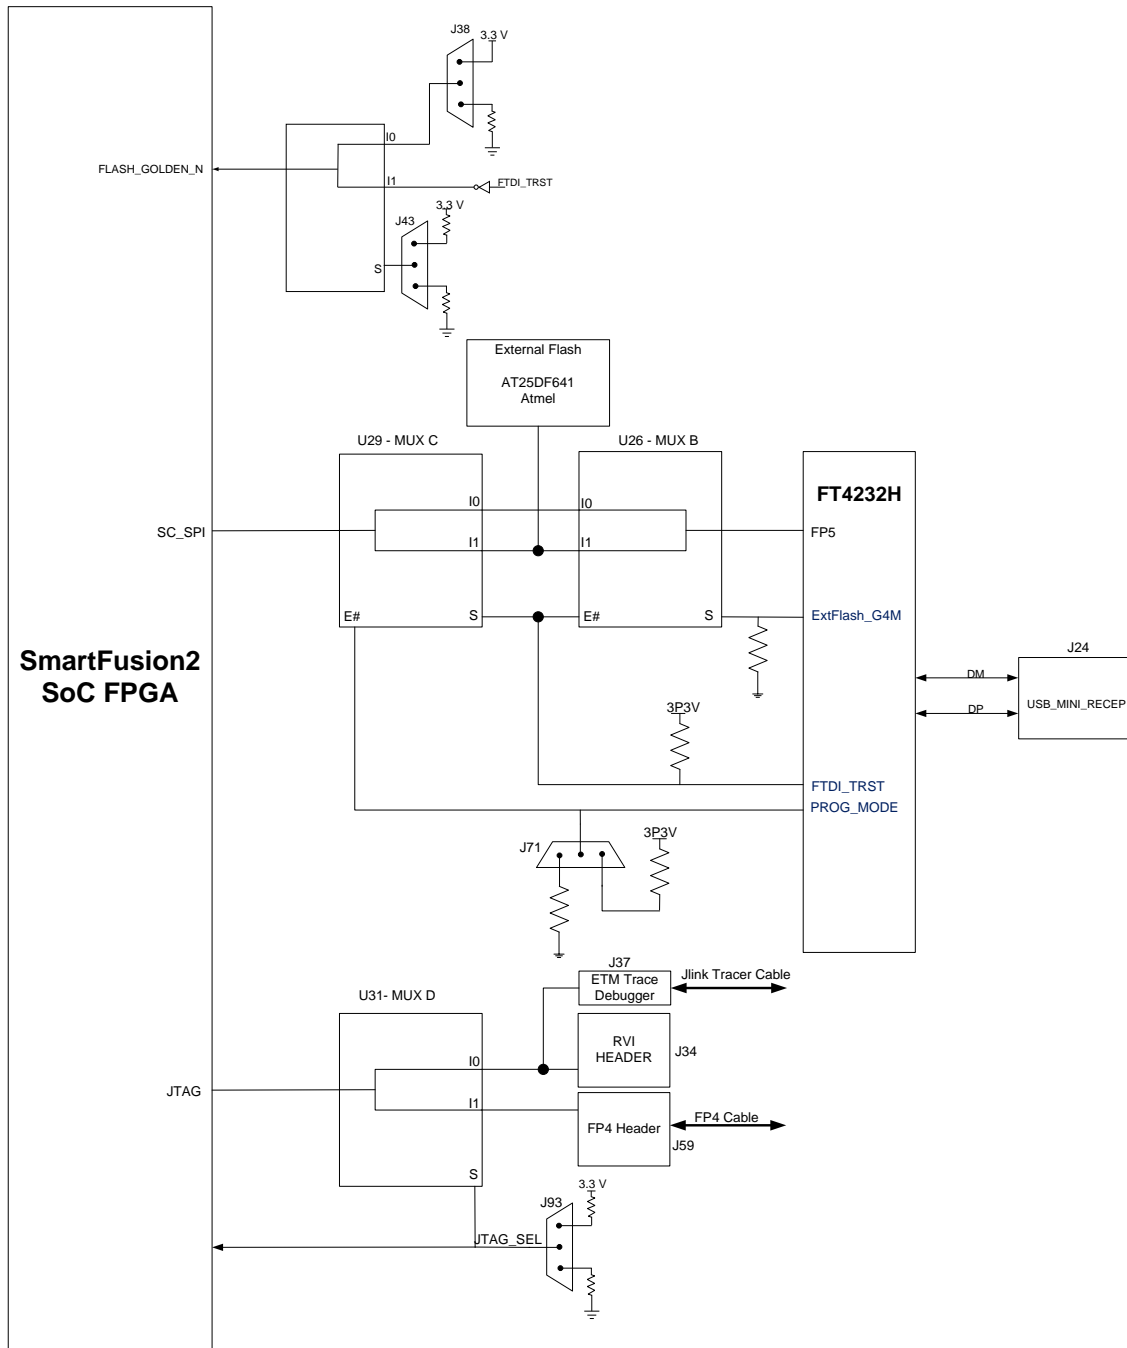 J38
3.3 V
I0
FLASH_GOLDEN_N
I1
FTDI_TRST
3.3 V
J43
S
External Flash
AT25DF641
Atmel
U29 - MUX C
U26 - MUX B
FT4232H
I0
I0
SC_SPI
FP5
I1
I1
E#
S
E#
S
ExtFlash_G4M
SmartFusion2
SoC FPGA
J24
DM
USB_MINI_RECEP
DP
3P3V
FTDI_TRST
PROG_MODE
J71
3P3V
J37
ETM Trace
Debugger
Jlink Tracer Cable
U31- MUX D
RVI
HEADER
J34
I0
JTAG
I1
FP4 Header
FP4 Cable
J59
S
3.3 V
J93
JTAG_SEL